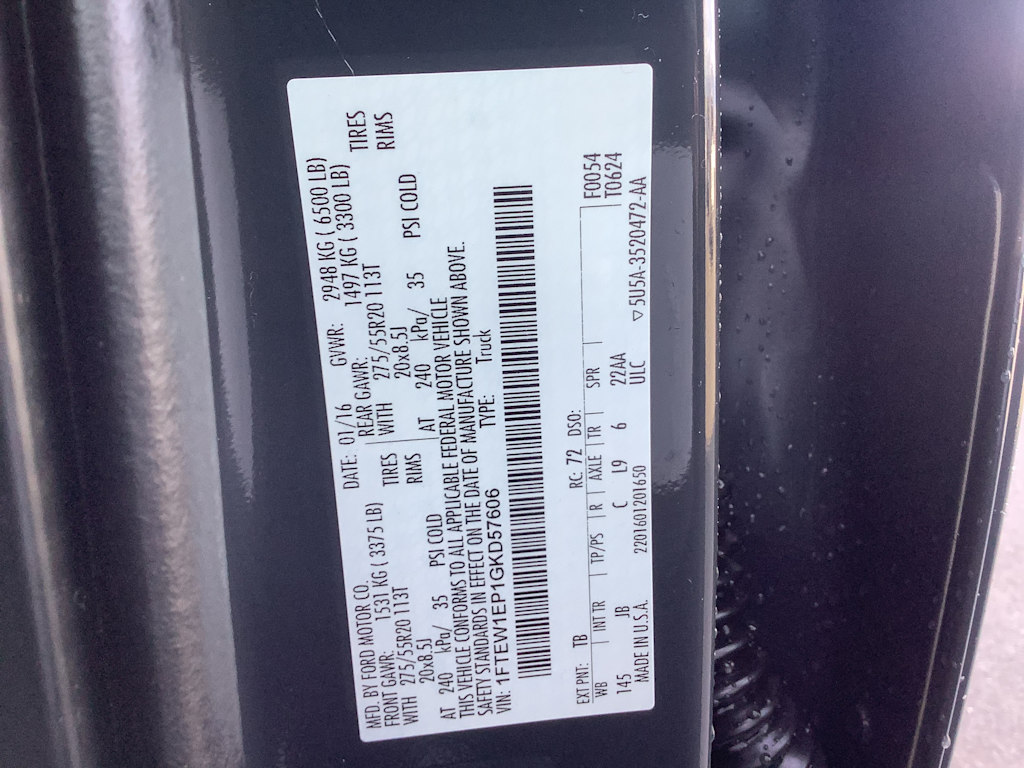 MFD. BY FORD MOTOR CO. DATE: 01/16 GVWR: 2948 KG ( 6500 LB)
FRONT GAWR: 1531 KG ( 3375 LB) REAR GAWR: 1497 KG ( 3300 LB)
WITH 275/55R20 113T TIRES WITH 275/55R20 113T TIRES
20x8.5J RIMS 20x8.5J RIMS
AT 240 kPa/ 35 PSI COLD AT 240 kPa/ 35 PSI COLD
THIS VEHICLE CONFORMS TO ALL APPLICABLE FEDERAL MOTOR VEHICLE
SAFETY STANDARDS IN EFFECT ON THE DATE OF MANUFACTURE SHOWN ABOVE.
VIN: 1FTEW1EP1GKD57606 TYPE: Truck
EXT PNT: TB RC: 72 DSO: F0054
WB INT TR TP/PS R AXLE TR SPR T0624
145 JB C L9 6 22AA
MADE IN U.S.A. 2201601201650 ULC ▽5U5A-3520472-AA